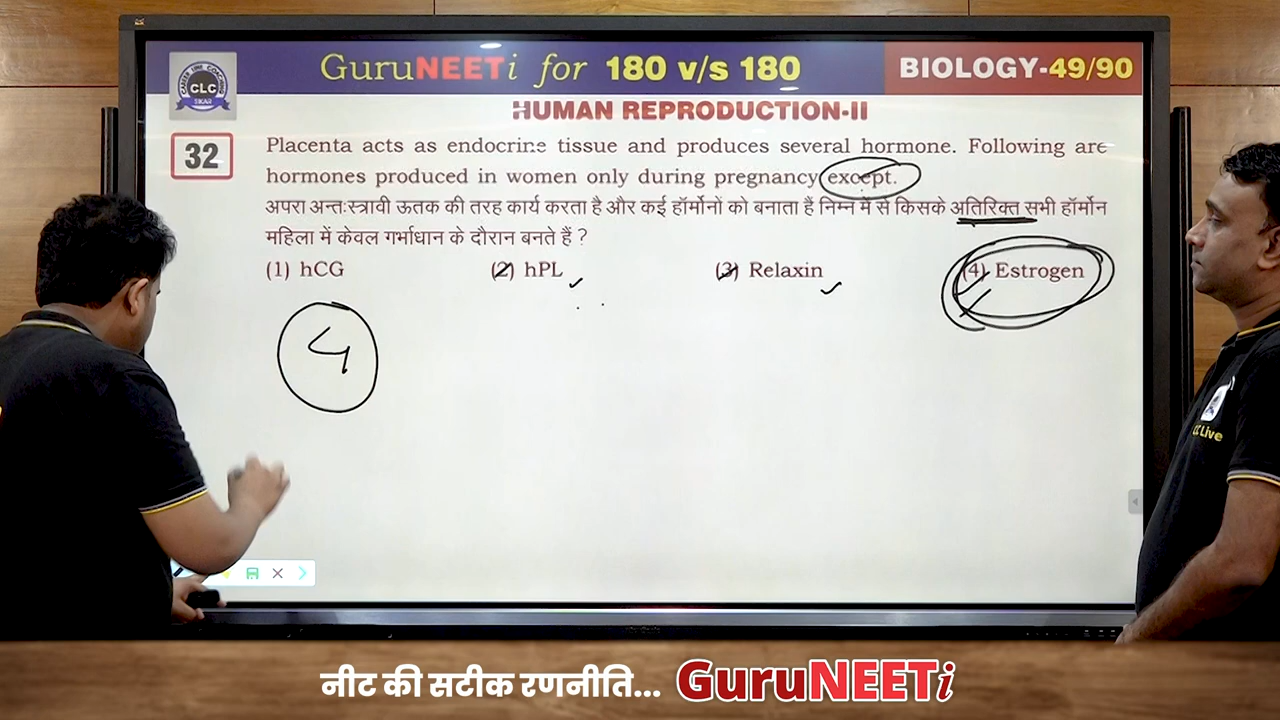 GuruNEETi for 180 v/s 180
BIOLOGY-49/90
CLC
SIKAR
HUMAN REPRODUCTION-II
32
Placenta acts as endocrine tissue and produces several hormone. Following are
hormones produced in women only during pregnancy except.
अपरा अन्तःस्त्रावी ऊतक की तरह कार्य करता है और कई हॉर्मोनों को बनाता है निम्न में से किसके अतिरिक्त सभी हॉर्मोन
महिला में केवल गर्भाधान के दौरान बनते हैं ?
(1) hCG (2) hPL (3) Relaxin (4) Estrogen
4
Live
नीट की सटीक रणनीति... GuruNEETi